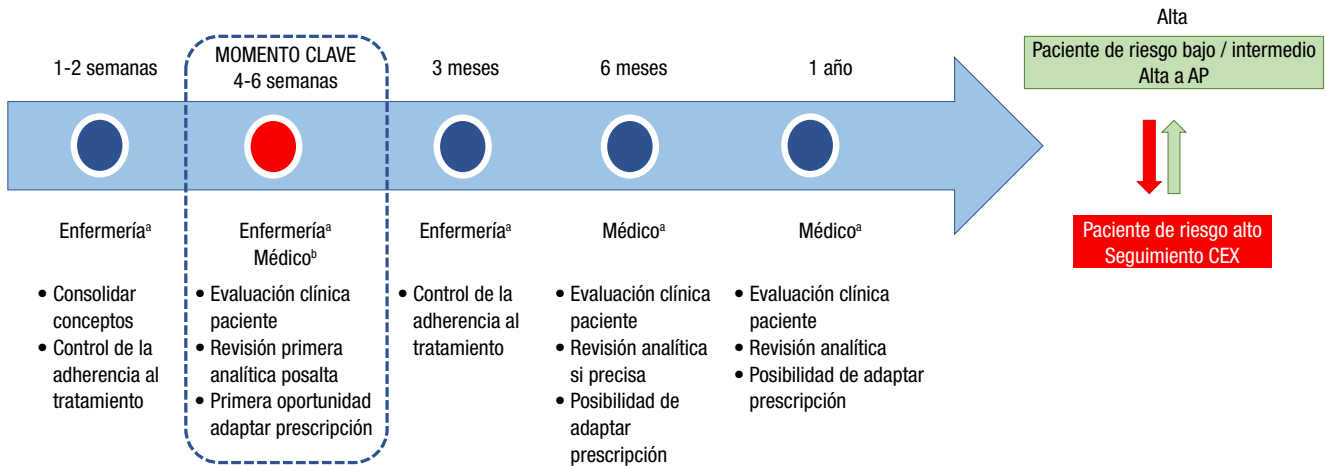 1-2 semanas
MOMENTO CLAVE
4-6 semanas
3 meses
6 meses
1 año
Alta
Paciente de riesgo bajo / intermedio
Alta a AP
Paciente de riesgo alto
Seguimiento CEX
Enfermeríaᵃ
• Consolidar
conceptos
• Control de la
adherencia al
tratamiento
Enfermeríaᵃ
Médicoᵇ
• Evaluación clínica
paciente
• Revisión primera
analítica posalta
• Primera oportunidad
adaptar prescripción
Enfermeríaᵃ
• Control de la
adherencia al
tratamiento
Médicoᵃ
• Evaluación clínica
paciente
• Revisión analítica
si precisa
• Posibilidad de
adaptar
prescripción
Médicoᵃ
• Evaluación clínica
paciente
• Revisión analítica
• Posibilidad de adaptar
prescripción